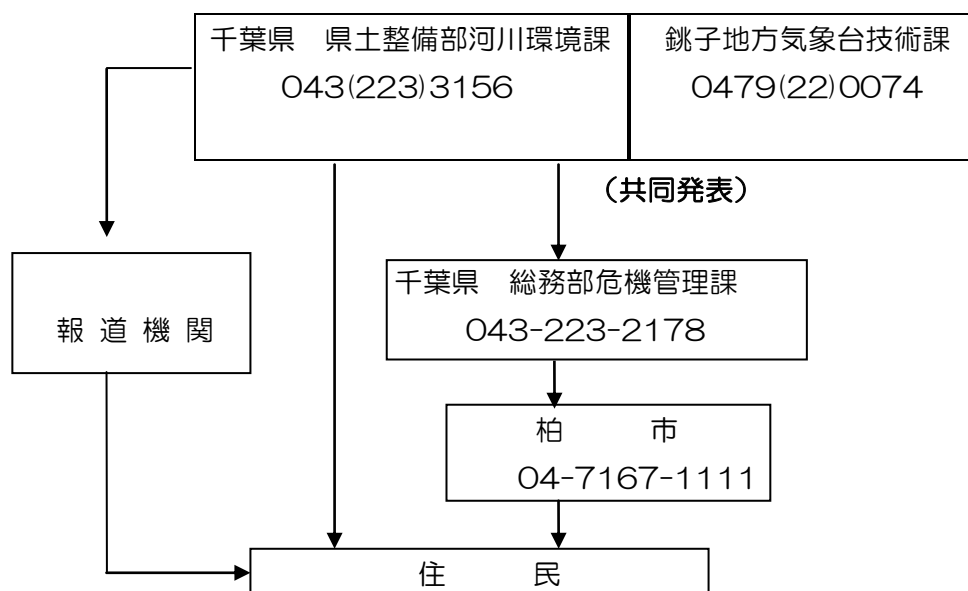 千葉県　県土整備部河川環境課
043(223)3156
銚子地方気象台技術課
0479(22)0074
（共同発表）
千葉県　総務部危機管理課
043-223-2178
報 道 機 関
柏　　　市
04-7167-1111
住　　　民